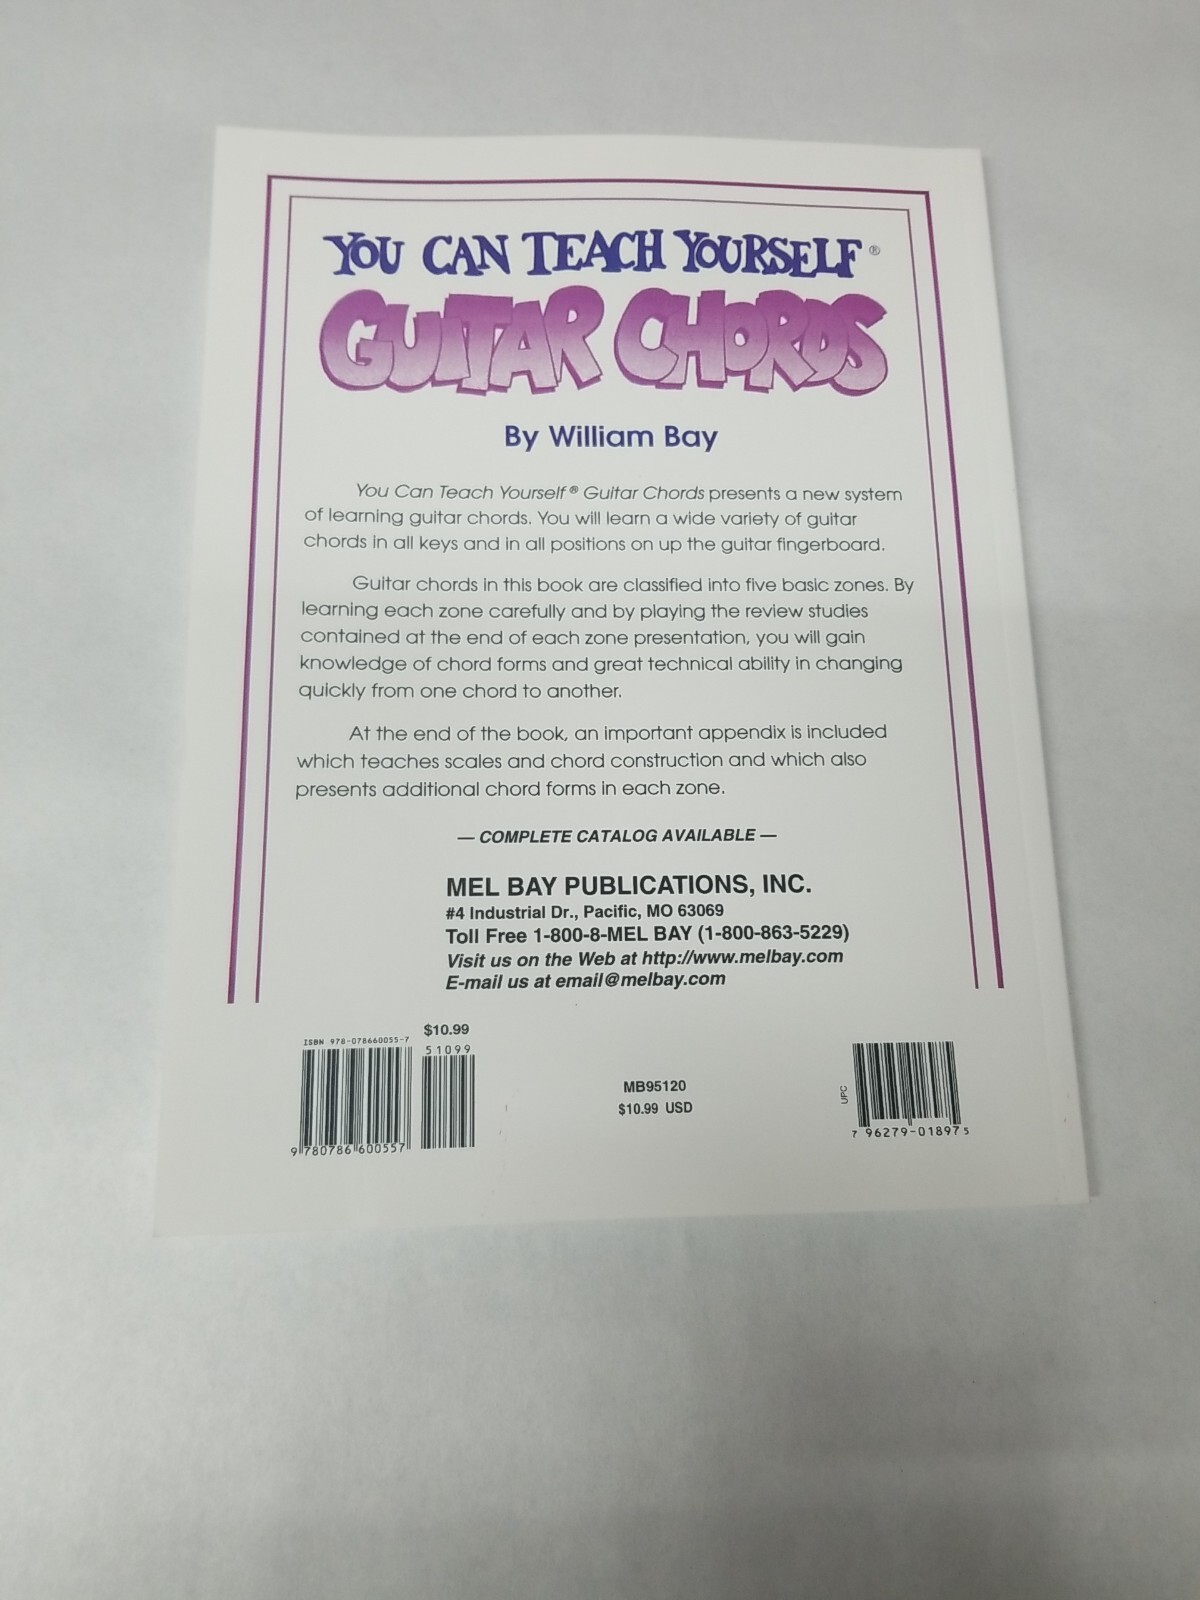 YOU CAN TEACH YOURSELF®
GUITAR CHORDS
By William Bay
You Can Teach Yourself® Guitar Chords presents a new system
of learning guitar chords. You will learn a wide variety of guitar
chords in all keys and in all positions on up the guitar fingerboard.
Guitar chords in this book are classified into five basic zones. By
learning each zone carefully and by playing the review studies
contained at the end of each zone presentation, you will gain
knowledge of chord forms and great technical ability in changing
quickly from one chord to another.
At the end of the book, an important appendix is included
which teaches scales and chord construction and which also
presents additional chord forms in each zone.
— COMPLETE CATALOG AVAILABLE —
MEL BAY PUBLICATIONS, INC.
#4 Industrial Dr., Pacific, MO 63069
Toll Free 1-800-8-MEL BAY (1-800-863-5229)
Visit us on the Web at http://www.melbay.com
E-mail us at email@melbay.com
$10.99
ISBN 978-078660055-7
51099
9 780786 600557
MB95120
$10.99 USD
UPC
7 96279-01897 5